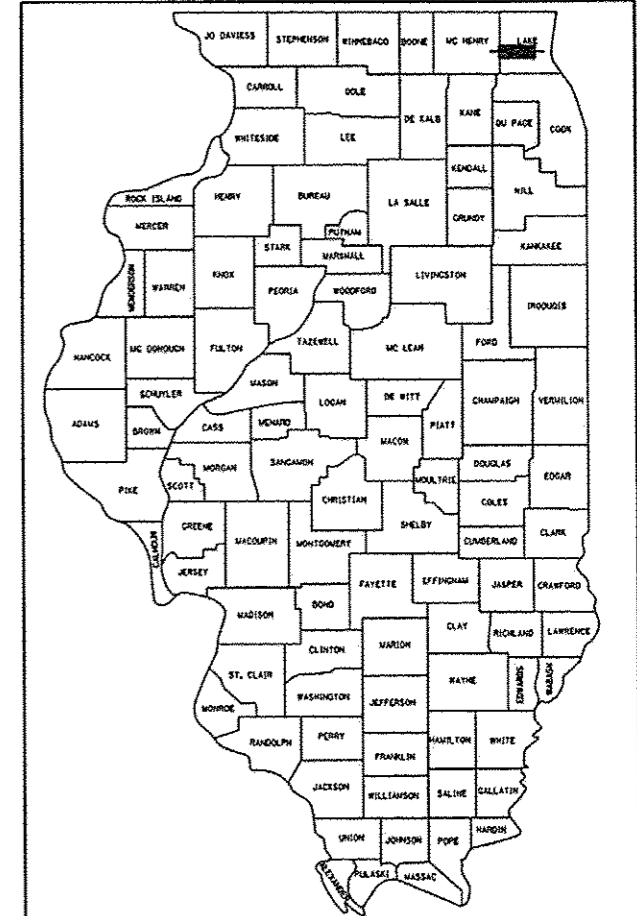 JO DAVIESS STEPHENSON WINNEBAGO BOONE MC HENRY LAKE
CARROLL OGLE DE KALB KANE DU PAGE COOK
WHITESIDE LEE KENDALL WILL
ROCK ISLAND HENRY BUREAU LA SALLE GRUNDY
MERCER PUTNAM KANKAKEE
HENDERSON WARREN KNOX STARK MARSHALL LIVINGSTON
PEORIA WOODFORD IROQUOIS
HANCOCK MC DONOUGH FULTON TAZEWELL MC LEAN FORD
SCHUYLER MASON LOGAN DE WITT CHAMPAIGN VERMILION
ADAMS BROWN CASS MENARD MACON PIATT
PIKE SCOTT MORGAN SANGAMON CHRISTIAN MOULTRIE DOUGLAS EDGAR
COLES
CALHOUN GREENE MACOUPIN MONTGOMERY SHELBY CUMBERLAND CLARK
JERSEY FAYETTE EFFINGHAM JASPER CRAWFORD
MADISON BOND
CLINTON MARION CLAY RICHLAND LAWRENCE
ST. CLAIR WASHINGTON JEFFERSON WAYNE EDWARDS WABASH
MONROE
RANDOLPH PERRY FRANKLIN HAMILTON WHITE
JACKSON WILLIAMSON SALINE GALLATIN
UNION JOHNSON POPE HARDIN
ALEXANDER PULASKI MASSAC